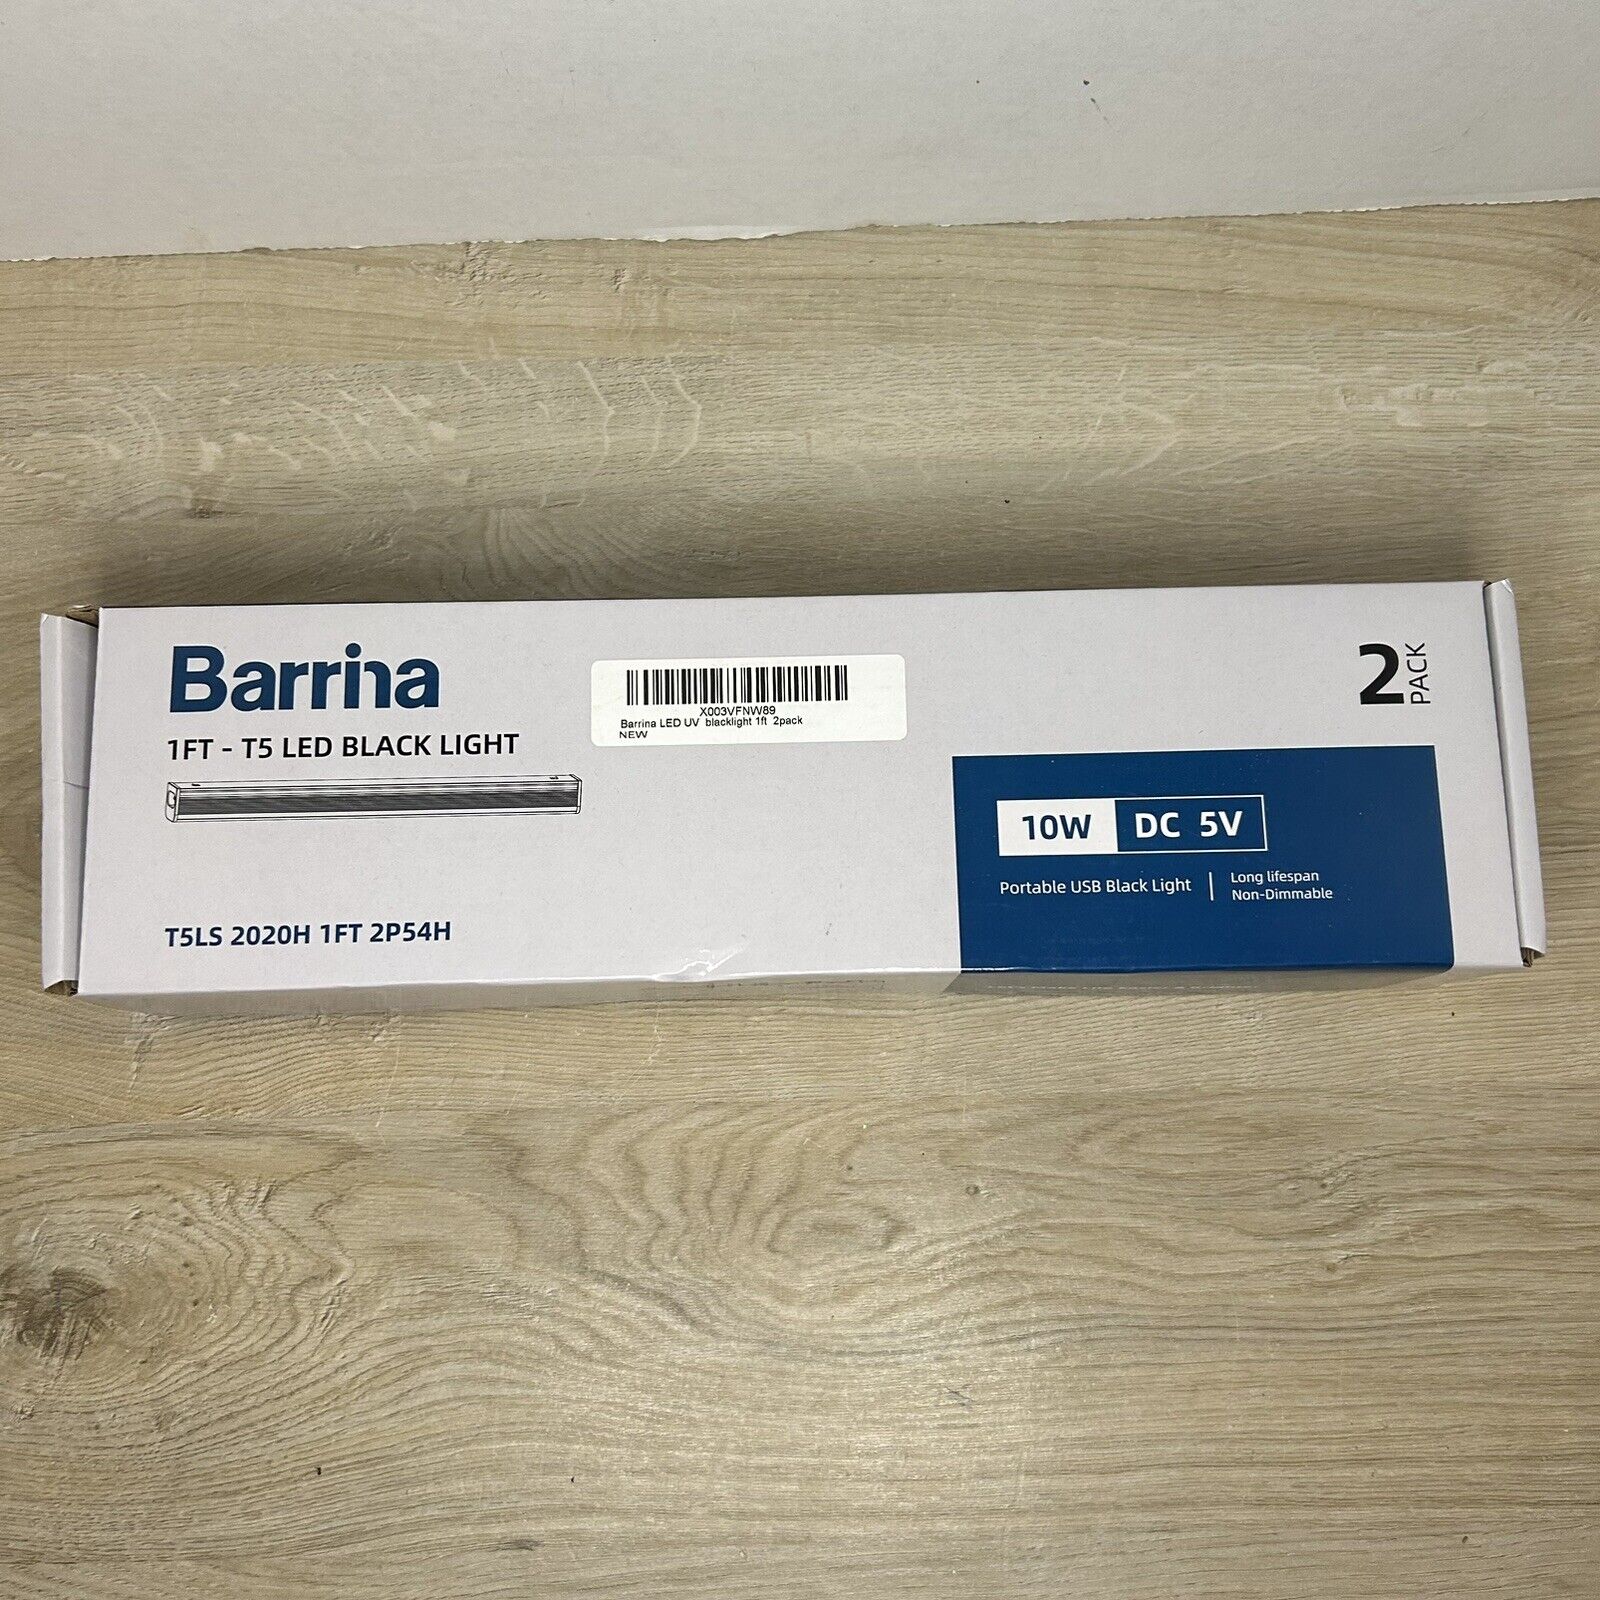 Barrina
1FT - T5 LED BLACK LIGHT
T5LS 2020H 1FT 2P54H
X003VFNW89
Barrina LED UV blacklight 1ft 2pack
NEW
2 PACK
10W DC 5V
Portable USB Black Light
Long lifespan
Non-Dimmable